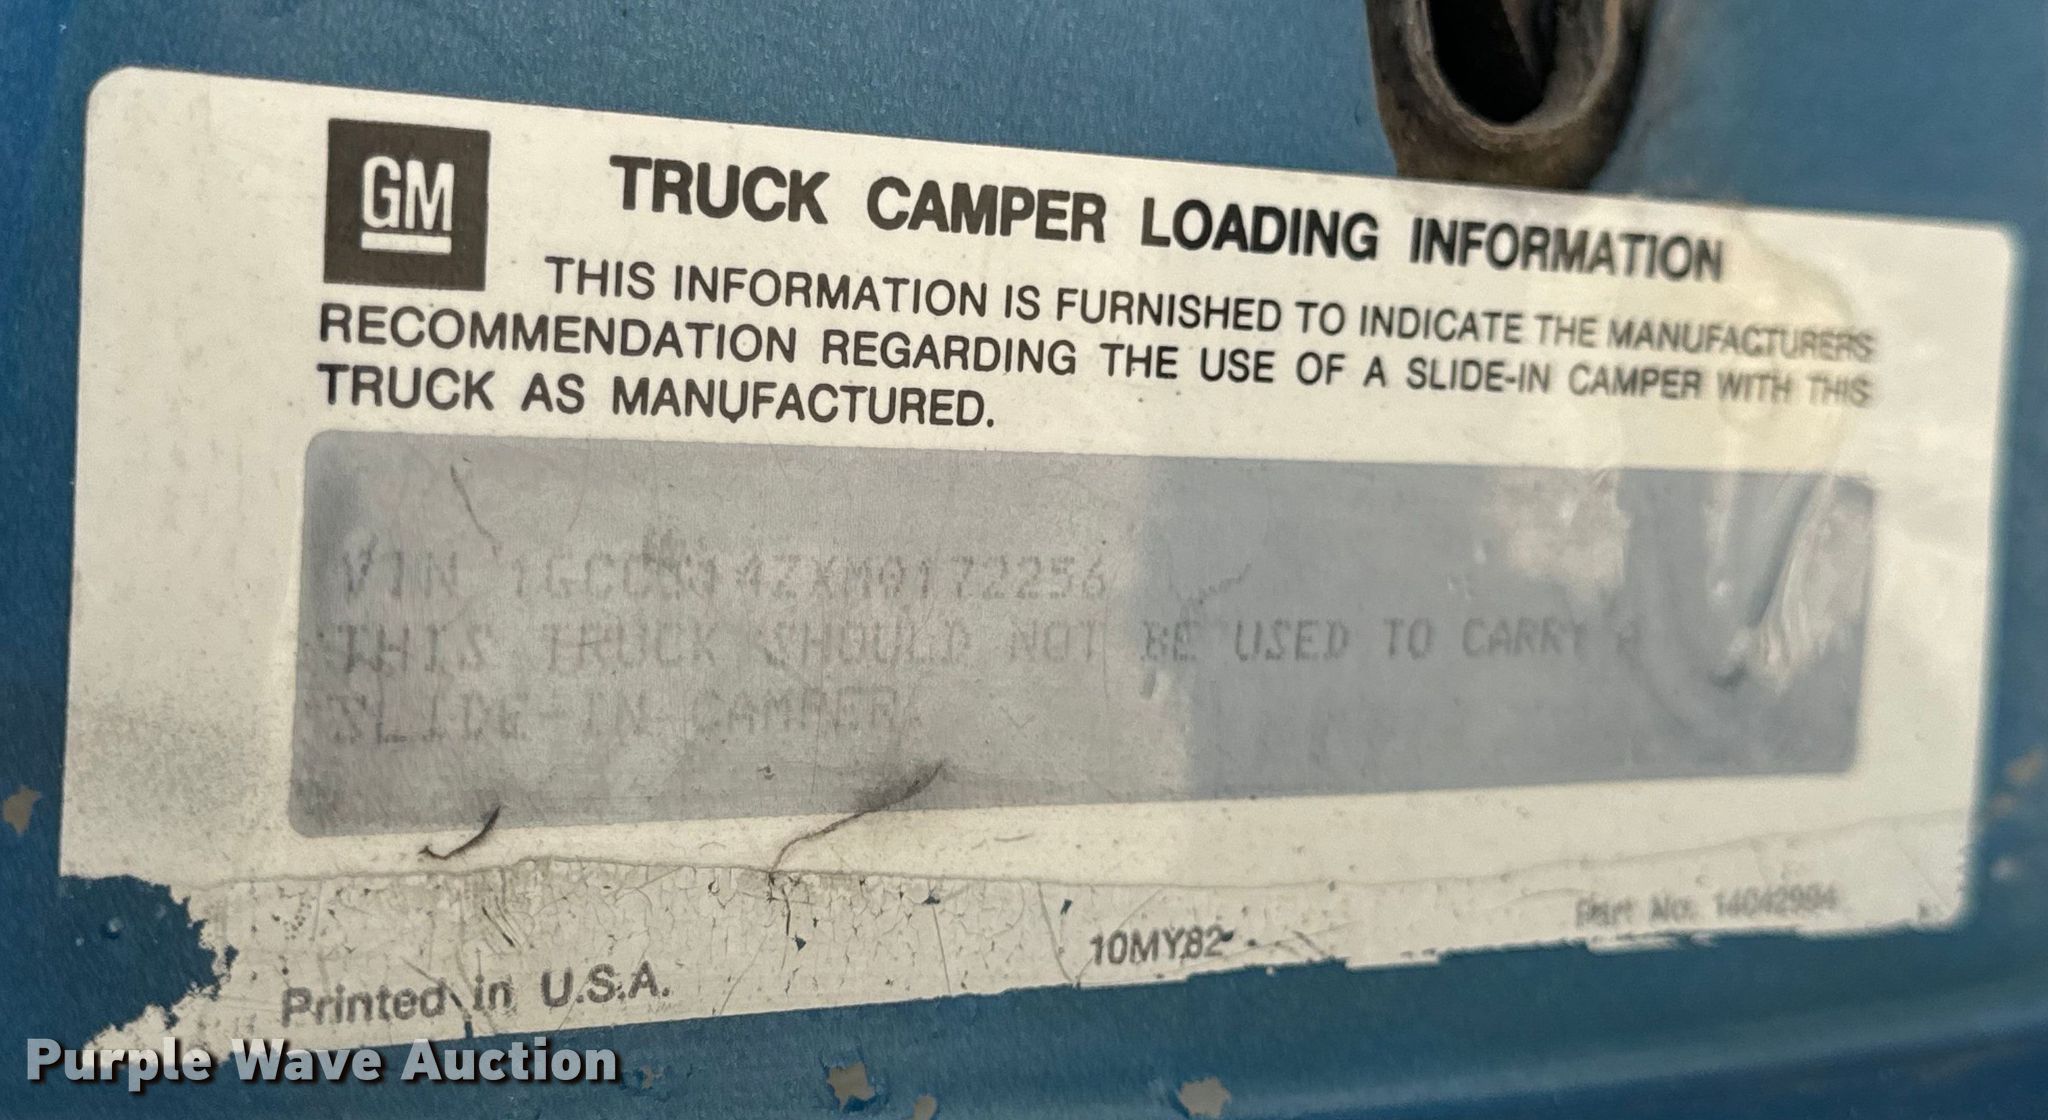 GM
TRUCK CAMPER LOADING INFORMATION
THIS INFORMATION IS FURNISHED TO INDICATE THE MANUFACTURERS
RECOMMENDATION REGARDING THE USE OF A SLIDE-IN CAMPER WITH THIS
TRUCK AS MANUFACTURED.
VIN
THIS TRUCK SHOULD NOT BE USED TO CARRY A
SLIDE-IN CAMPER.
Part No. 14042984
10MY82
Printed in U.S.A.
Purple Wave Auction